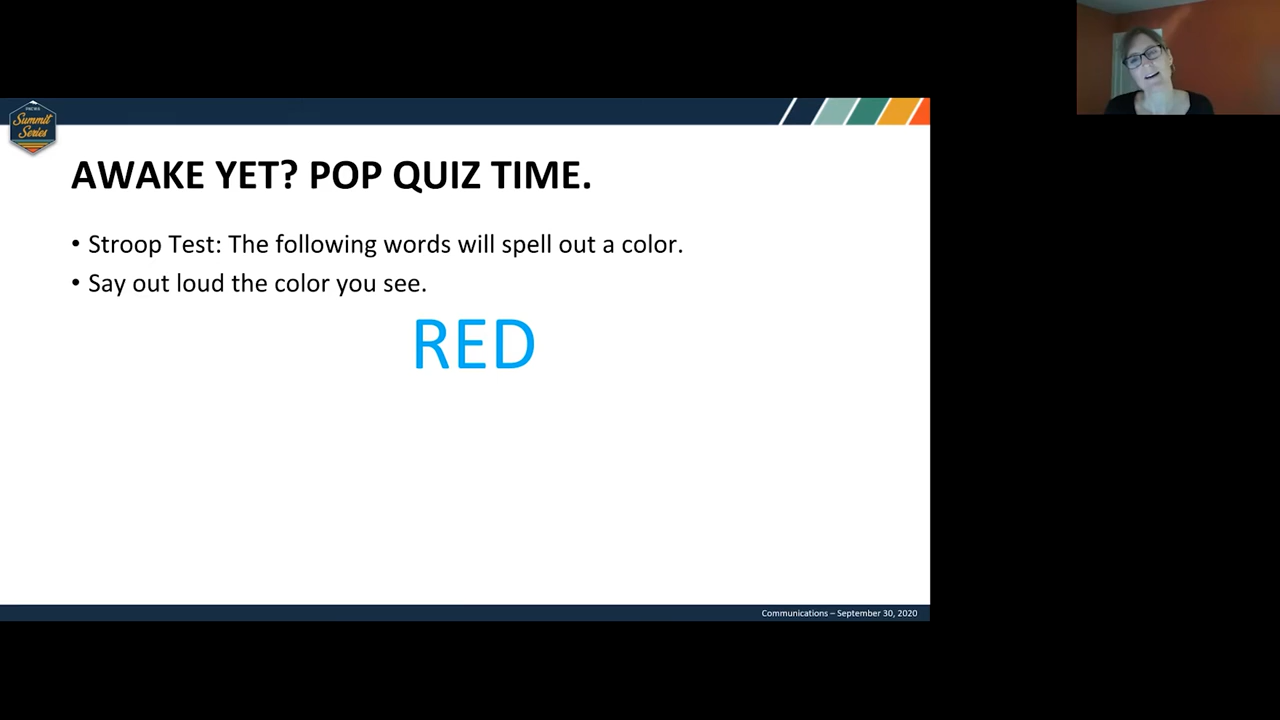 PNCWA
Summit
Series
AWAKE YET? POP QUIZ TIME.
• Stroop Test: The following words will spell out a color.
• Say out loud the color you see.
RED
Communications – September 30, 2020